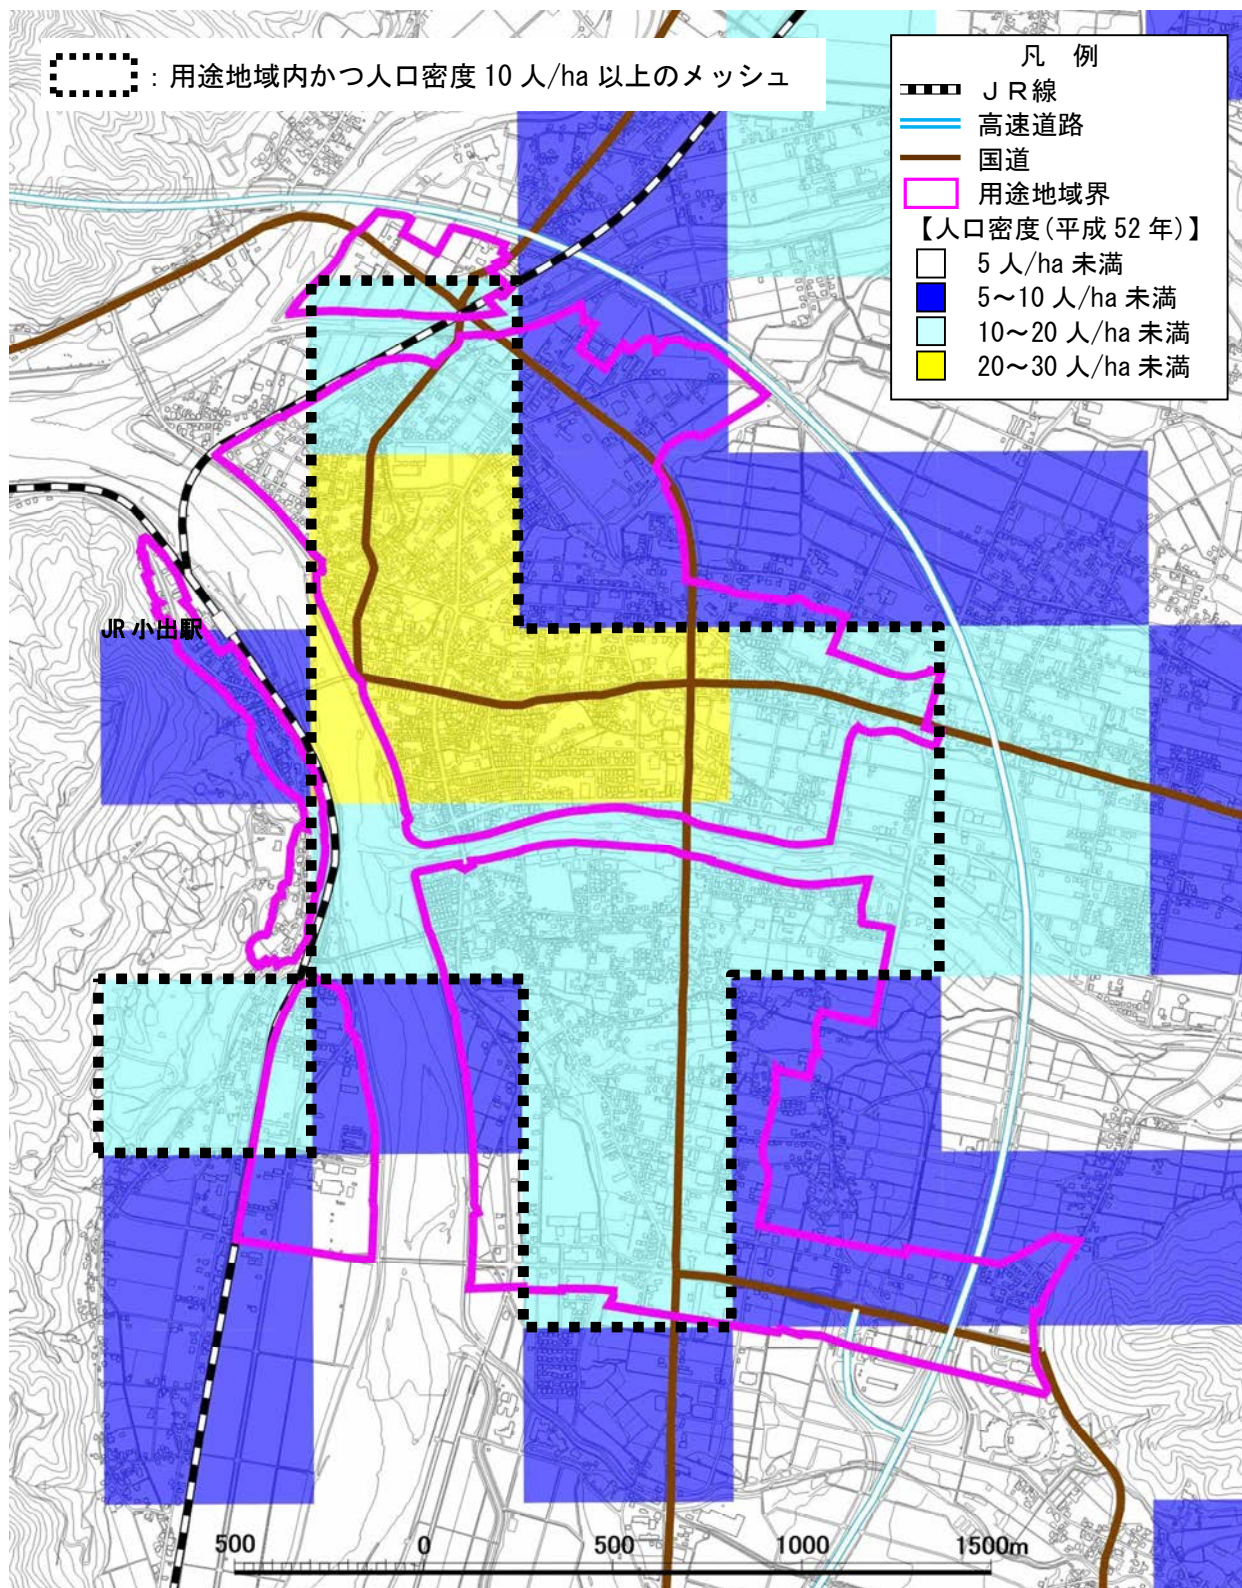 ：用途地域内かつ人口密度 10 人/ha 以上のメッシュ
凡　例
ＪＲ線
高速道路
国道
用途地域界
【人口密度（平成 52 年）】
5 人/ha 未満
5～10 人/ha 未満
10～20 人/ha 未満
20～30 人/ha 未満
JR 小出駅
500 0 500 1000 1500m